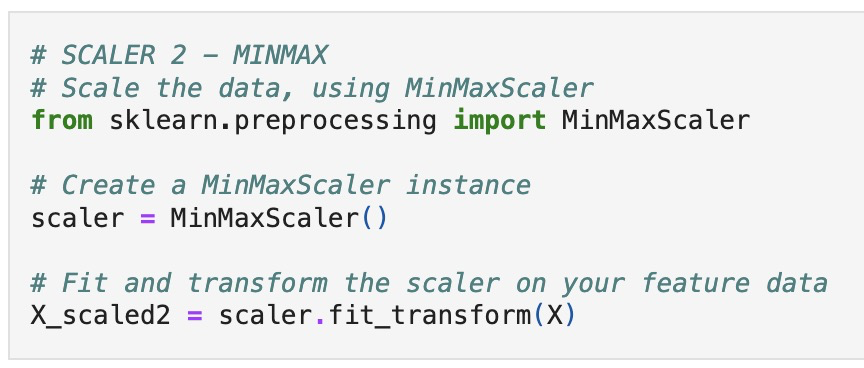 # SCALER 2 – MINMAX
# Scale the data, using MinMaxScaler
from sklearn.preprocessing import MinMaxScaler
# Create a MinMaxScaler instance
scaler = MinMaxScaler()
# Fit and transform the scaler on your feature data
X_scaled2 = scaler.fit_transform(X)